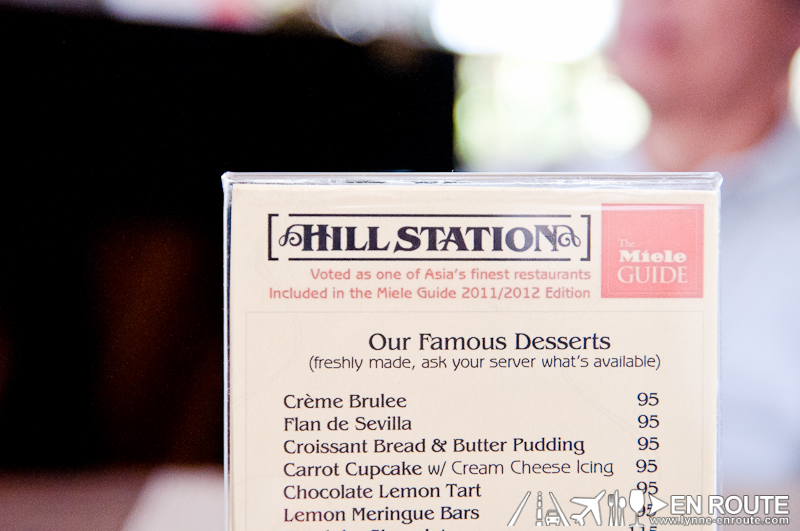 HILL STATION
Voted as one of Asia's finest restaurants
Included in the Miele Guide 2011/2012 Edition
The
Miele
GUIDE
Our Famous Desserts
(freshly made, ask your server what's available)
Crème Brulee 95
Flan de Sevilla 95
Croissant Bread & Butter Pudding 95
Carrot Cupcake w/ Cream Cheese Icing 95
Chocolate Lemon Tart
Lemon Meringue Bars 95
EN ROUTE
www.lynne-enroute.com